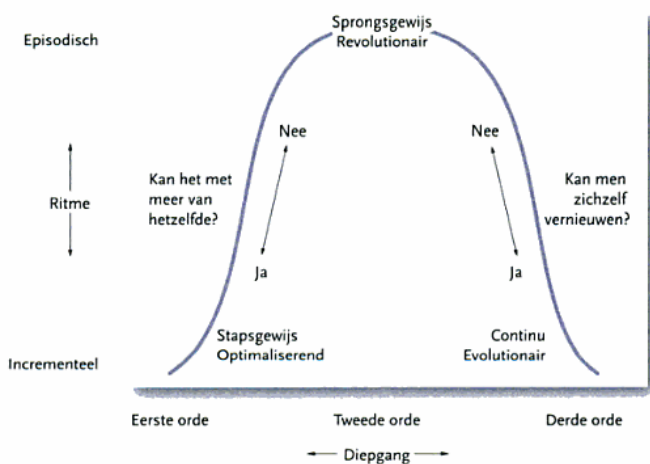 Sprongsgewijs
Revolutionair
Episodisch
Nee
Nee
Kan het met
meer van
hetzelfde?
Kan men
zichzelf
vernieuwen?
Ritme
Ja
Ja
Stapsgewijs
Optimaliserend
Continu
Evolutionair
Incrementeel
Eerste orde
Tweede orde
Derde orde
Diepgang